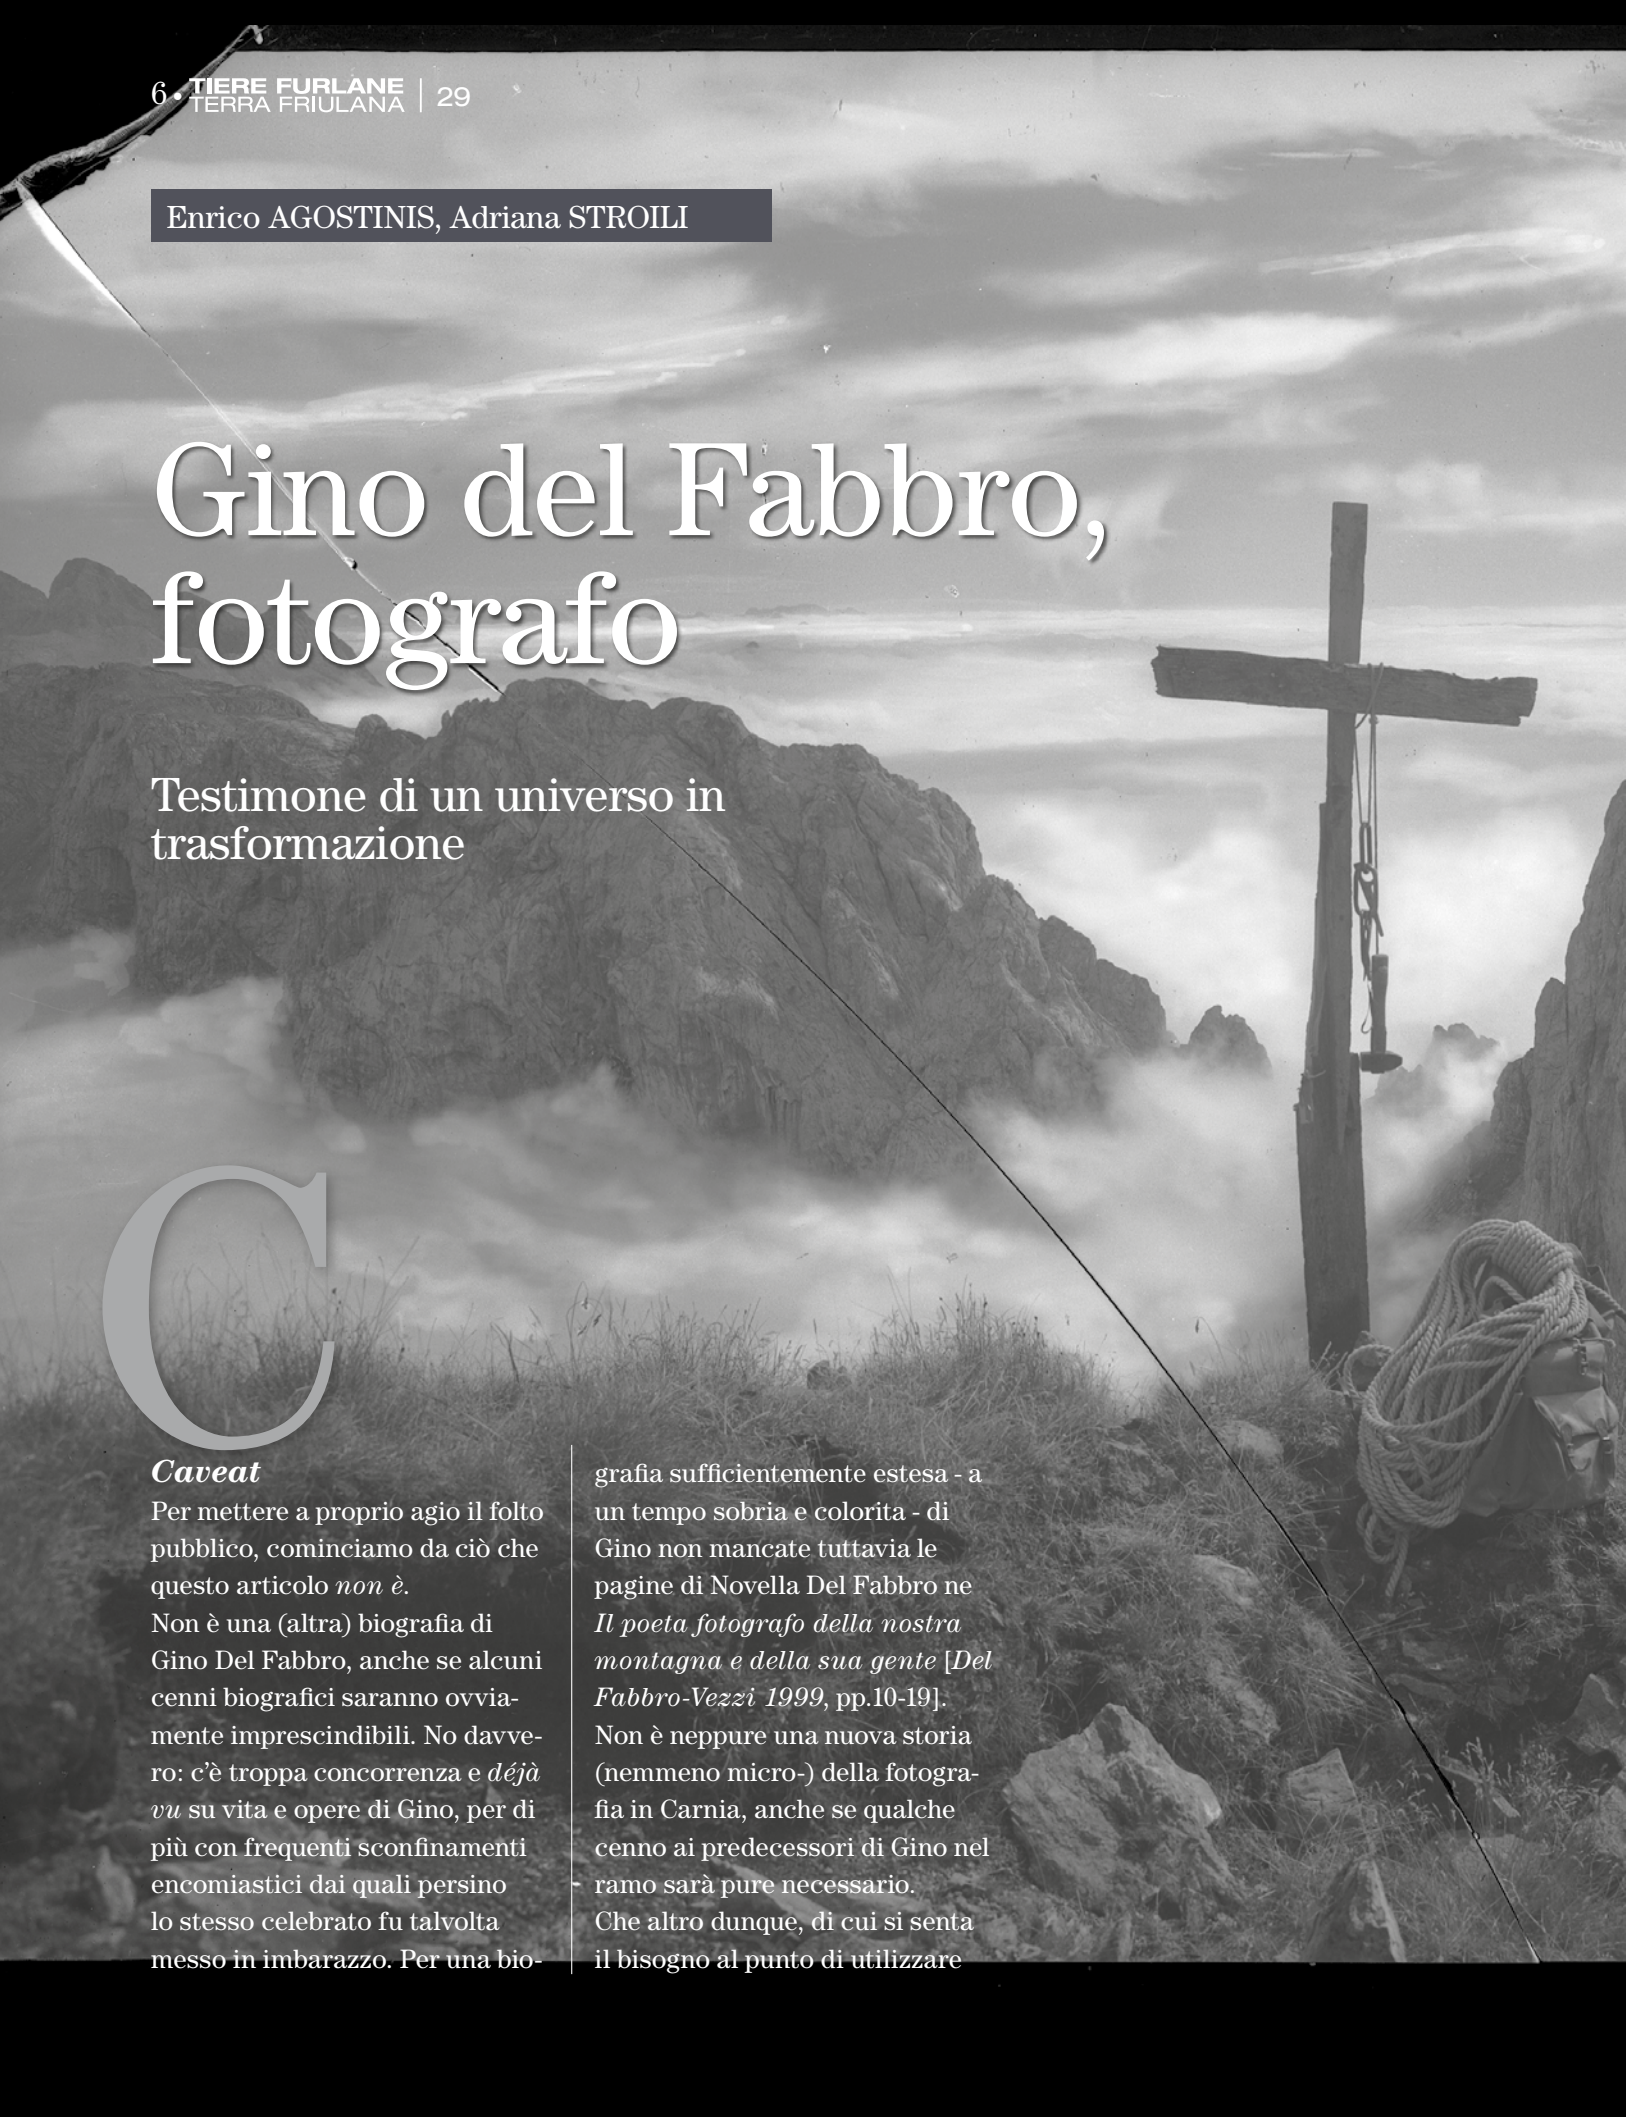 6 • TIERE FURLANE
TERRA FRIULANA | 29
Enrico AGOSTINIS, Adriana STROILI
Gino del Fabbro,
fotografo
Testimone di un universo in
trasformazione
C
Caveat
Per mettere a proprio agio il folto
pubblico, cominciamo da ciò che
questo articolo non è.
Non è una (altra) biografia di
Gino Del Fabbro, anche se alcuni
cenni biografici saranno ovvia-
mente imprescindibili. No davve-
ro: c’è troppa concorrenza e déjà
vu su vita e opere di Gino, per di
più con frequenti sconfinamenti
encomiastici dai quali persino
lo stesso celebrato fu talvolta
messo in imbarazzo. Per una bio-
grafia sufficientemente estesa - a
un tempo sobria e colorita - di
Gino non mancate tuttavia le
pagine di Novella Del Fabbro ne
Il poeta fotografo della nostra
montagna e della sua gente [Del
Fabbro-Vezzi 1999, pp.10-19].
Non è neppure una nuova storia
(nemmeno micro-) della fotogra-
fia in Carnia, anche se qualche
cenno ai predecessori di Gino nel
ramo sarà pure necessario.
Che altro dunque, di cui si senta
il bisogno al punto di utilizzare